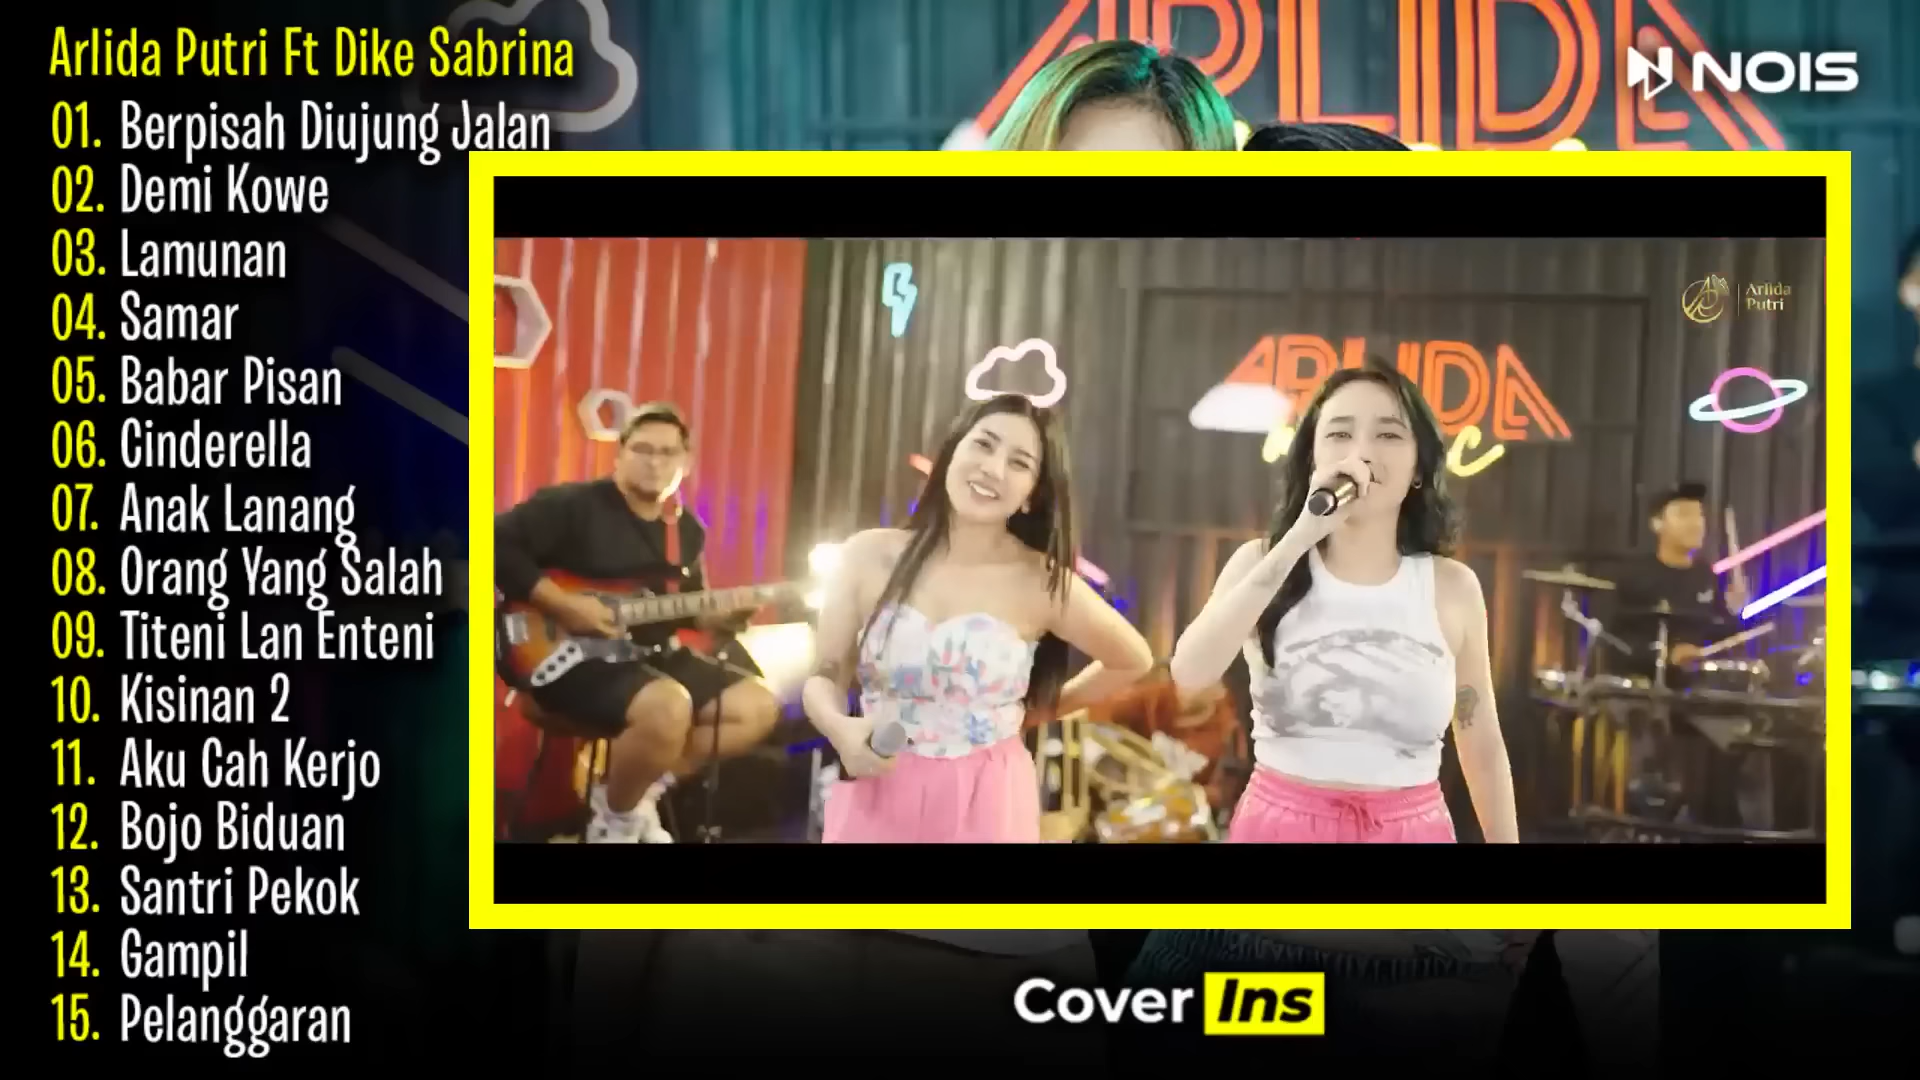 Arlida Putri Ft Dike Sabrina
01. Berpisah Diujung Jalan
02. Demi Kowe
03. Lamunan
04. Samar
05. Babar Pisan
06. Cinderella
07. Anak Lanang
08. Orang Yang Salah
09. Titeni Lan Enteni
10. Kisinan 2
11. Aku Cah Kerjo
12. Bojo Biduan
13. Santri Pekok
14. Gampil
15. Pelanggaran
ARLIDA
NOIS
Arlida
Putri
ARLIDA
Cover Ins